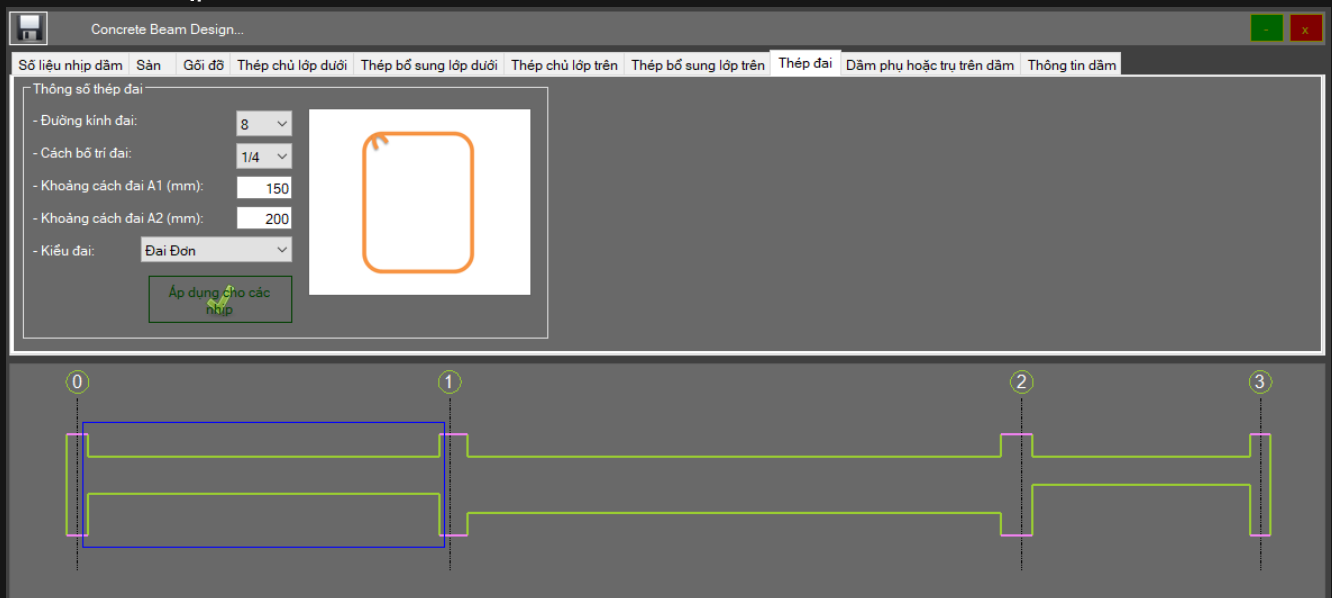 Concrete Beam Design...
-
x
Số liệu nhịp dầm Sàn Gối đỡ Thép chủ lớp dưới Thép bổ sung lớp dưới Thép chủ lớp trên Thép bổ sung lớp trên Thép đai Dầm phụ hoặc trụ trên dầm Thông tin dầm
Thông số thép đai
- Đường kính đai: 8
- Cách bố trí đai: 1/4
- Khoảng cách đai A1 (mm): 150
- Khoảng cách đai A2 (mm): 200
- Kiểu đai: Đai Đơn
Áp dụng cho các
nhịp
0 1 2 3